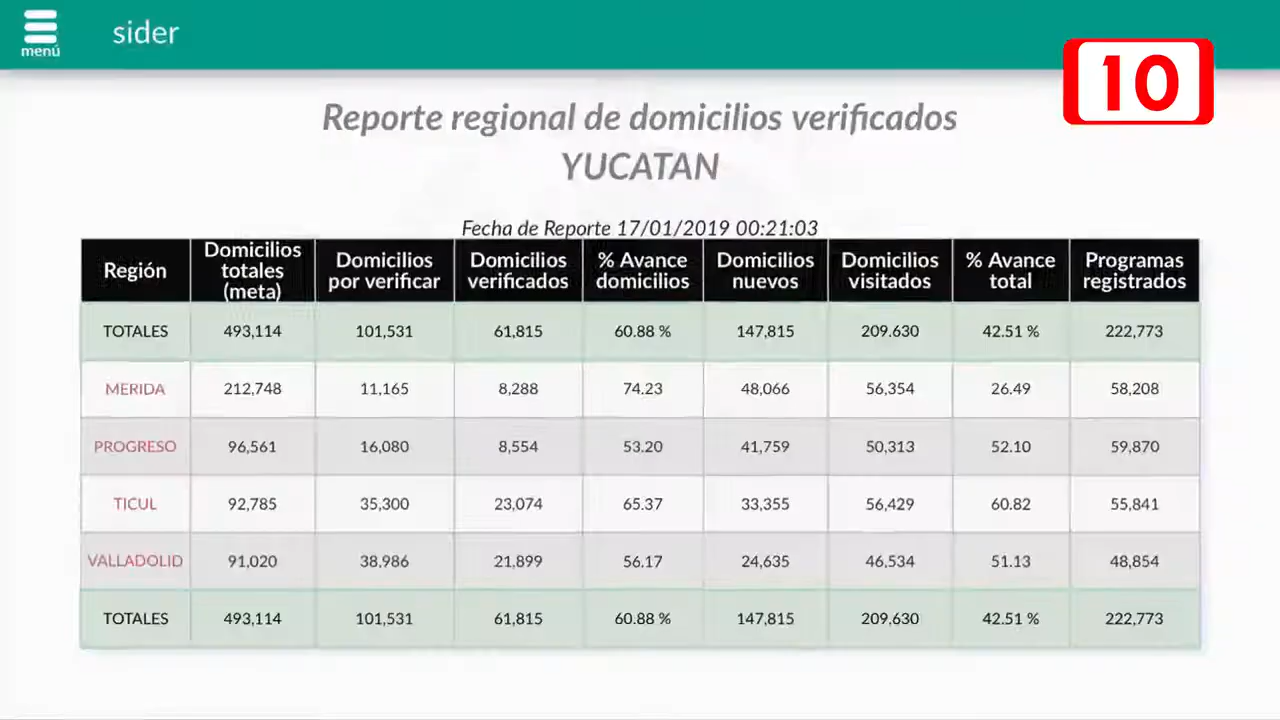 menú
sider
10
Reporte regional de domicilios verificados
YUCATAN
Fecha de Reporte 17/01/2019 00:21:03
Región Domicilios totales (meta) Domicilios por verificar Domicilios verificados % Avance domicilios Domicilios nuevos Domicilios visitados % Avance total Programas registrados
TOTALES 493,114 101,531 61,815 60.88 % 147,815 209.630 42.51 % 222,773
MERIDA 212,748 11,165 8,288 74.23 48,066 56,354 26.49 58,208
PROGRESO 96,561 16,080 8,554 53.20 41,759 50,313 52.10 59,870
TICUL 92,785 35,300 23,074 65.37 33,355 56,429 60.82 55,841
VALLADOLID 91,020 38,986 21,899 56.17 24,635 46,534 51.13 48,854
TOTALES 493,114 101,531 61,815 60.88 % 147,815 209,630 42.51 % 222,773